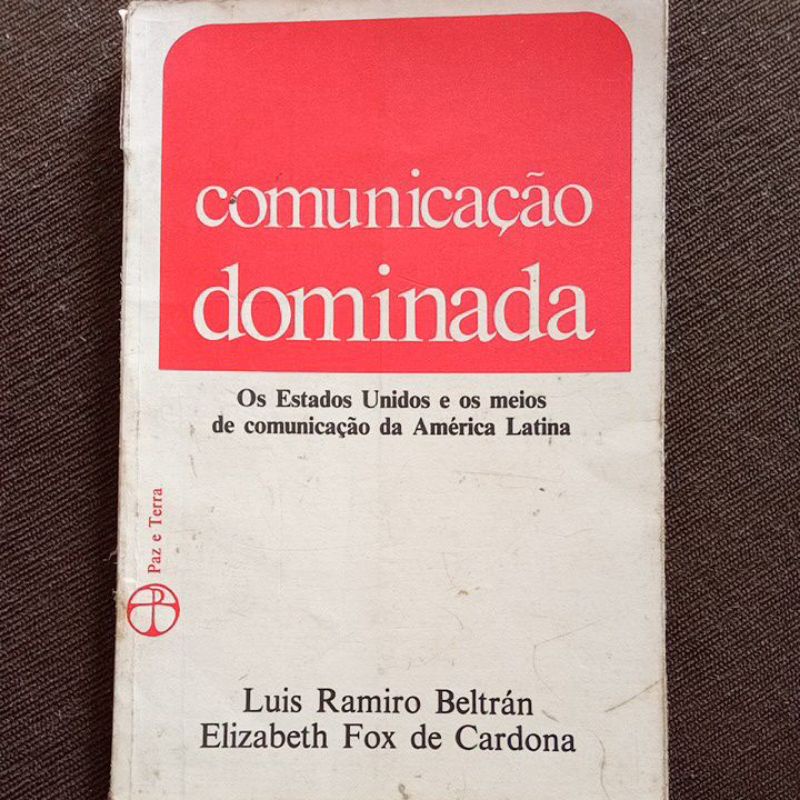 comunicação
dominada
Os Estados Unidos e os meios
de comunicação da América Latina
Paz e Terra
Luis Ramiro Beltrán
Elizabeth Fox de Cardona